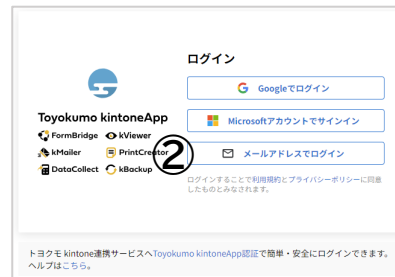 ログイン
Googleでログイン
Toyokumo kintoneApp
Microsoftアカウントでサインイン
FormBridge kViewer
kMailer PrintCreator
②
メールアドレスでログイン
DataCollect kBackup
ログインすることで利用規約とプライバシーポリシーに同意
したものとみなされます。
トヨクモ kintone連携サービスへToyokumo kintoneApp認証で簡単・安全にログインできます。
ヘルプはこちら。